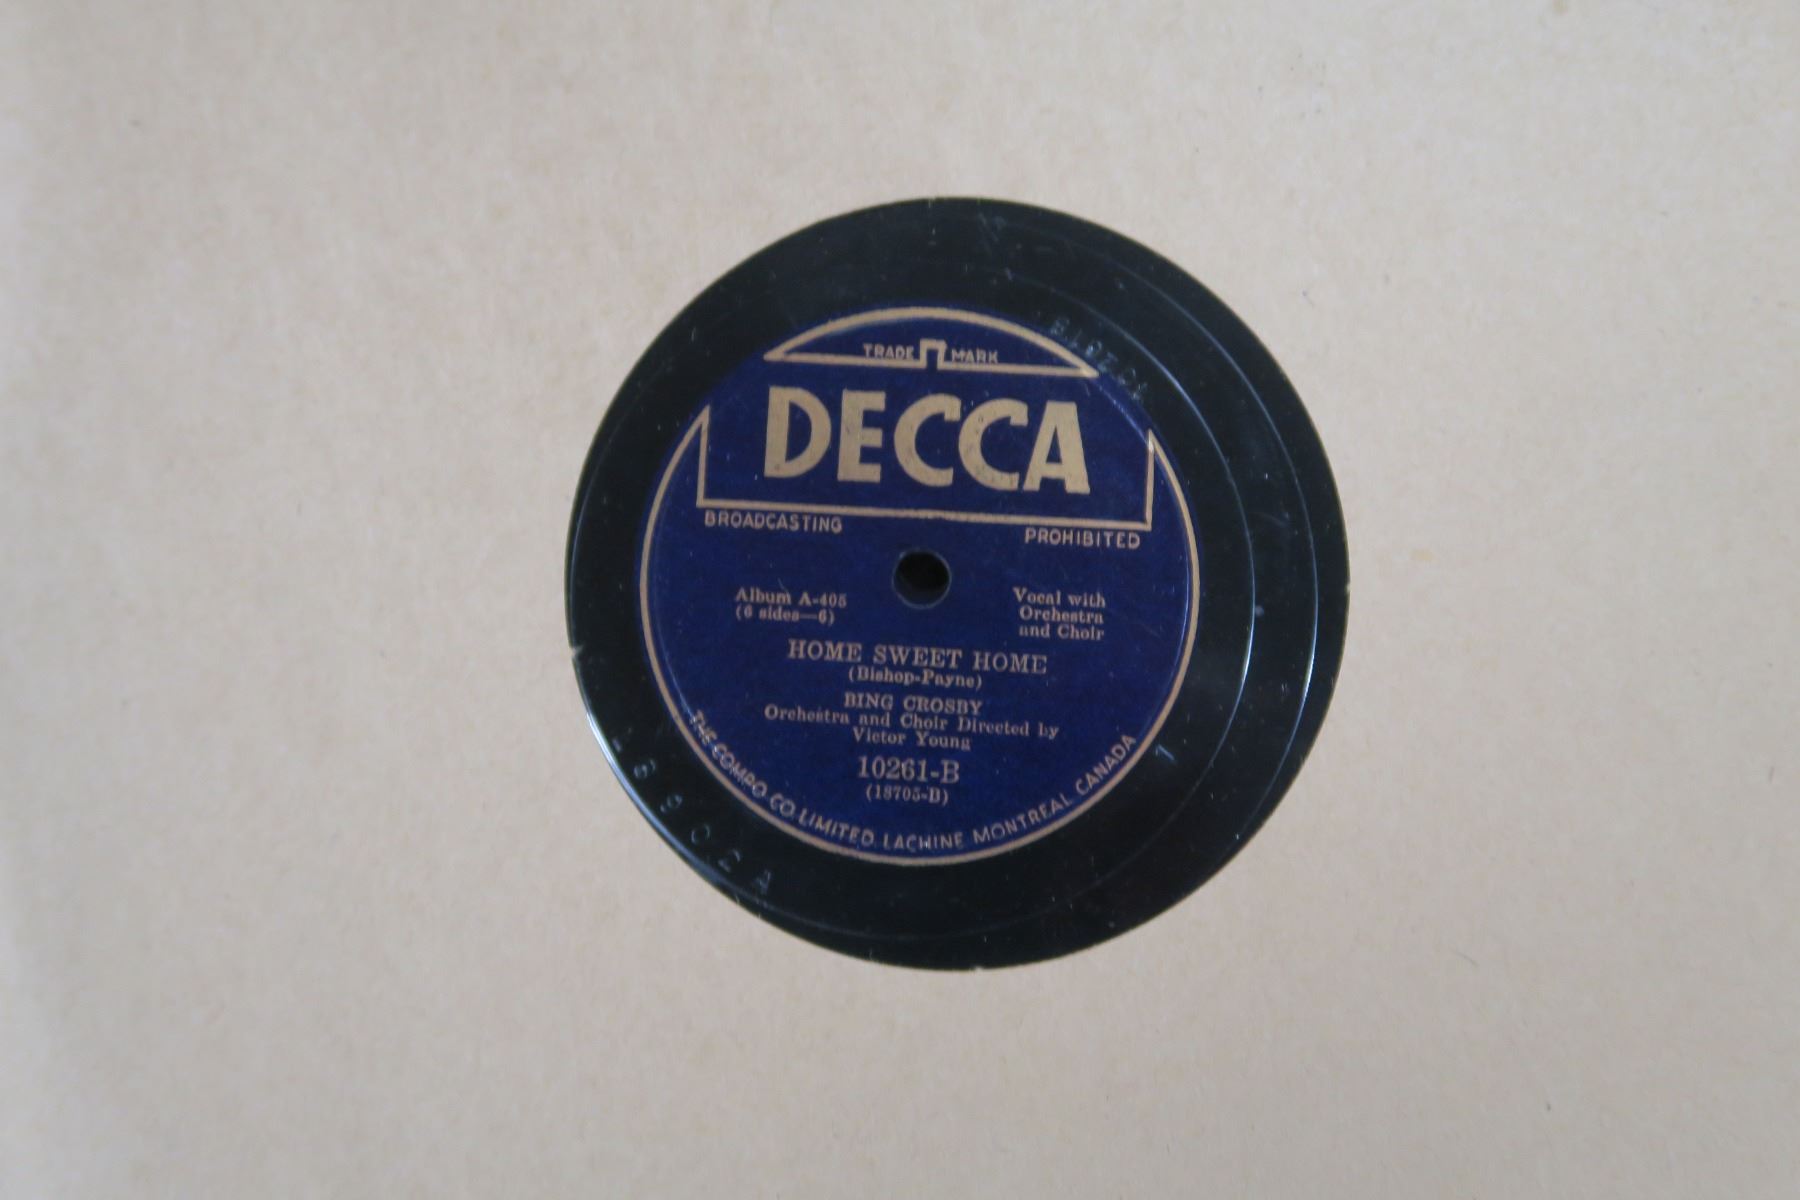 TRADE MARK
DECCA
BROADCASTING PROHIBITED
Album A-405
(6 sides—6)
Vocal with
Orchestra
and Choir
HOME SWEET HOME
(Bishop-Payne)
BING CROSBY
Orchestra and Choir Directed by
Victor Young
10261-B
(18705-B)
THE COMPO CO. LIMITED. LACHINE MONTREAL CANADA
1